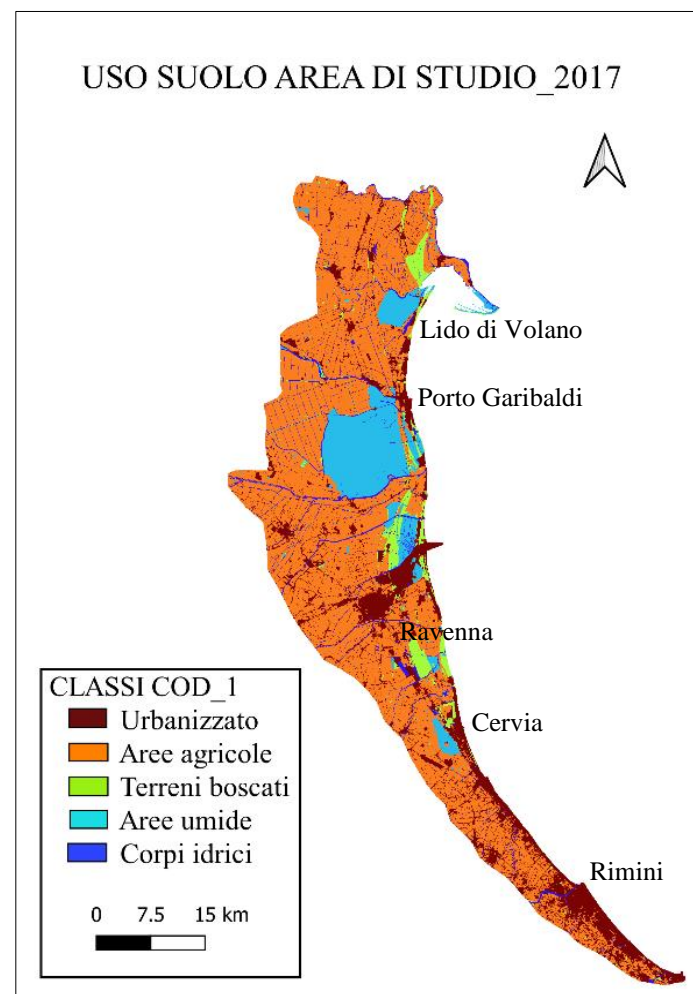 USO SUOLO AREA DI STUDIO_2017
Lido di Volano
Porto Garibaldi
Ravenna
Cervia
Rimini
CLASSI COD_1
Urbanizzato
Aree agricole
Terreni boscati
Aree umide
Corpi idrici
0 7.5 15 km